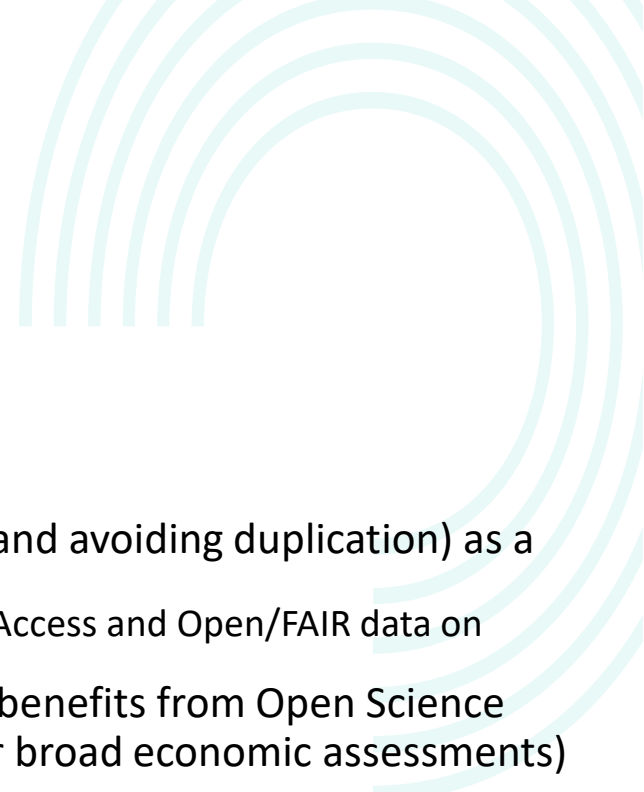 and avoiding duplication) as a
Access and Open/FAIR data on
benefits from Open Science
broad economic assessments)